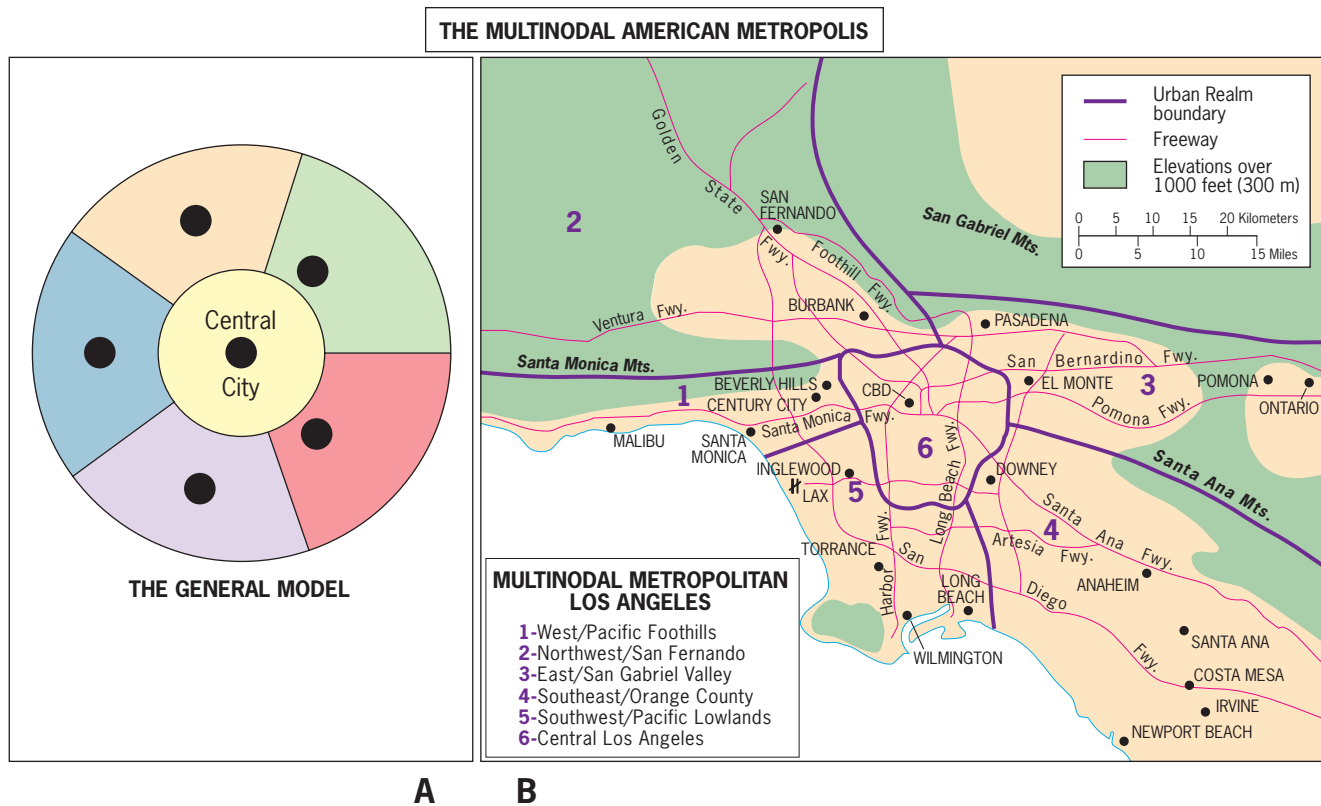 THE MULTINODAL AMERICAN METROPOLIS
Central
City
THE GENERAL MODEL
A
Urban Realm
boundary
Freeway
Elevations over
1000 feet (300 m)
0 5 10 15 20 Kilometers
0 5 10 15 Miles
Golden State Fwy.
SAN
FERNANDO
2
San Gabriel Mts.
Foothill Fwy.
BURBANK
Ventura Fwy.
PASADENA
San Bernardino Fwy.
Santa Monica Mts.
BEVERLY HILLS
CENTURY CITY
CBD
EL MONTE
3
POMONA
ONTARIO
1
Pomona Fwy.
Santa Monica Fwy.
MALIBU
SANTA
MONICA
6
INGLEWOOD
LAX
5
Long Beach Fwy.
DOWNEY
Santa Ana Mts.
Santa Ana Fwy.
4
Artesia Fwy.
TORRANCE
Harbor Fwy.
San Diego Fwy.
LONG
BEACH
ANAHEIM
WILMINGTON
SANTA ANA
COSTA MESA
IRVINE
NEWPORT BEACH
MULTINODAL METROPOLITAN
LOS ANGELES
1-West/Pacific Foothills
2-Northwest/San Fernando
3-East/San Gabriel Valley
4-Southeast/Orange County
5-Southwest/Pacific Lowlands
6-Central Los Angeles
B